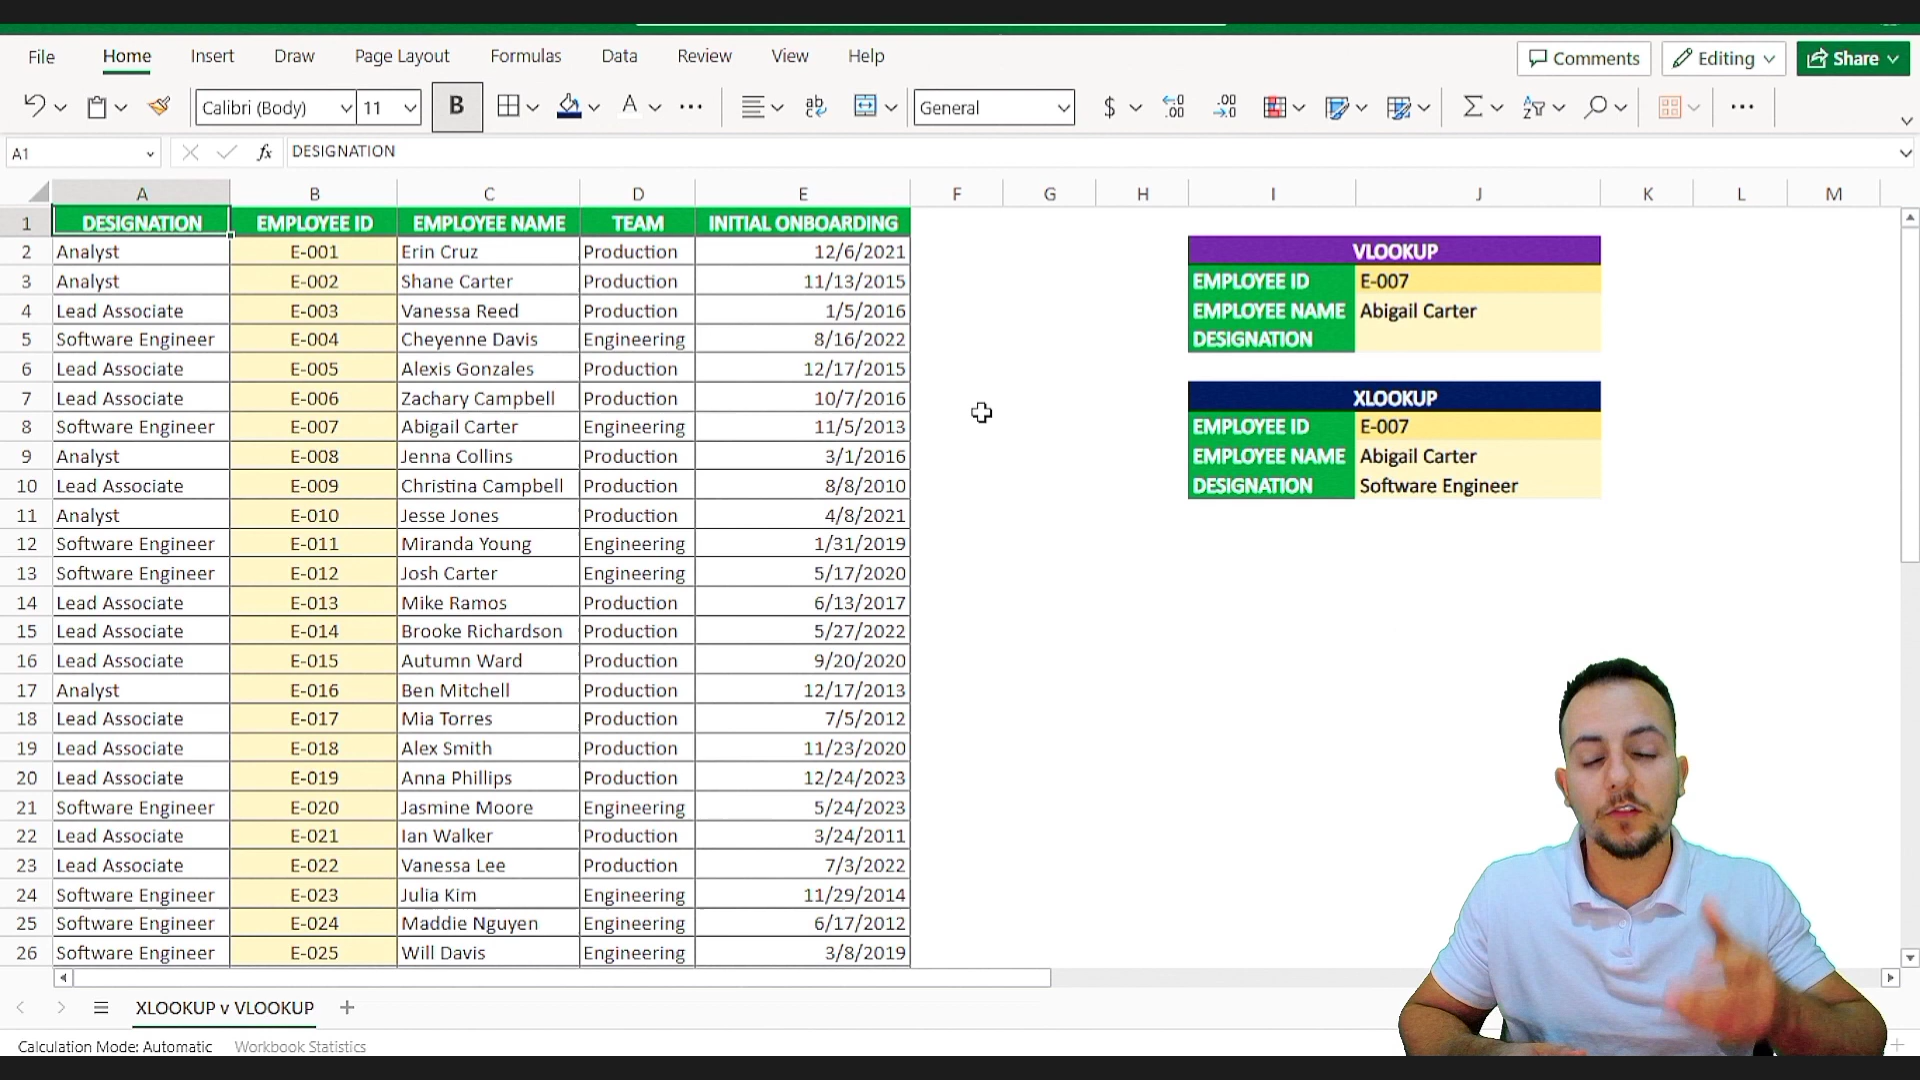 File Home Insert Draw Page Layout Formulas Data Review View Help Comments Editing Share
Calibri (Body) 11 B A ab General $ .00
A1 fx DESIGNATION
A B C D E F G H I J K L M
1 DESIGNATION EMPLOYEE ID EMPLOYEE NAME TEAM INITIAL ONBOARDING
2 Analyst E-001 Erin Cruz Production 12/6/2021 VLOOKUP
3 Analyst E-002 Shane Carter Production 11/13/2015 EMPLOYEE ID E-007
4 Lead Associate E-003 Vanessa Reed Production 1/5/2016 EMPLOYEE NAME Abigail Carter
5 Software Engineer E-004 Cheyenne Davis Engineering 8/16/2022 DESIGNATION
6 Lead Associate E-005 Alexis Gonzales Production 12/17/2015
7 Lead Associate E-006 Zachary Campbell Production 10/7/2016 XLOOKUP
8 Software Engineer E-007 Abigail Carter Engineering 11/5/2013 EMPLOYEE ID E-007
9 Analyst E-008 Jenna Collins Production 3/1/2016 EMPLOYEE NAME Abigail Carter
10 Lead Associate E-009 Christina Campbell Production 8/8/2010 DESIGNATION Software Engineer
11 Analyst E-010 Jesse Jones Production 4/8/2021
12 Software Engineer E-011 Miranda Young Engineering 1/31/2019
13 Software Engineer E-012 Josh Carter Engineering 5/17/2020
14 Lead Associate E-013 Mike Ramos Production 6/13/2017
15 Lead Associate E-014 Brooke Richardson Production 5/27/2022
16 Lead Associate E-015 Autumn Ward Production 9/20/2020
17 Analyst E-016 Ben Mitchell Production 12/17/2013
18 Lead Associate E-017 Mia Torres Production 7/5/2012
19 Lead Associate E-018 Alex Smith Production 11/23/2020
20 Lead Associate E-019 Anna Phillips Production 12/24/2023
21 Software Engineer E-020 Jasmine Moore Engineering 5/24/2023
22 Lead Associate E-021 Ian Walker Production 3/24/2011
23 Lead Associate E-022 Vanessa Lee Production 7/3/2022
24 Software Engineer E-023 Julia Kim Engineering 11/29/2014
25 Software Engineer E-024 Maddie Nguyen Engineering 6/17/2012
26 Software Engineer E-025 Will Davis Engineering 3/8/2019
XLOOKUP v VLOOKUP
Calculation Mode: Automatic Workbook Statistics